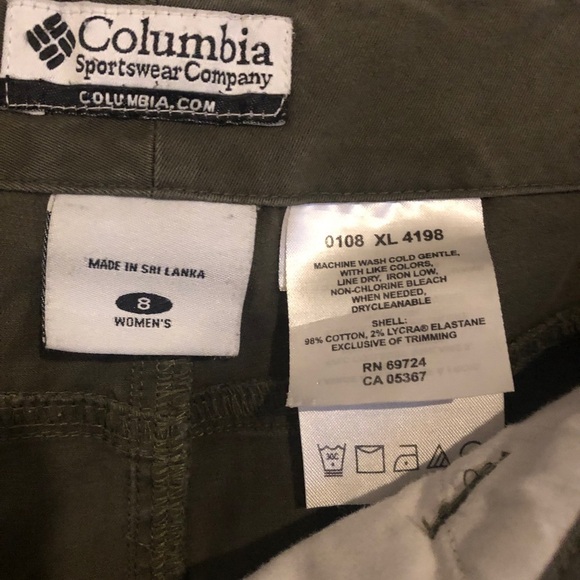 Columbia
Sportswear Company
COLUMBIA.COM
MADE IN SRI LANKA
8
WOMEN'S
0108 XL 4198
MACHINE WASH COLD GENTLE,
WITH LIKE COLORS,
LINE DRY, IRON LOW,
NON-CHLORINE BLEACH
WHEN NEEDED,
DRYCLEANABLE
SHELL:
98% COTTON, 2% LYCRA® ELASTANE
EXCLUSIVE OF TRIMMING
RN 69724
CA 05367
30C